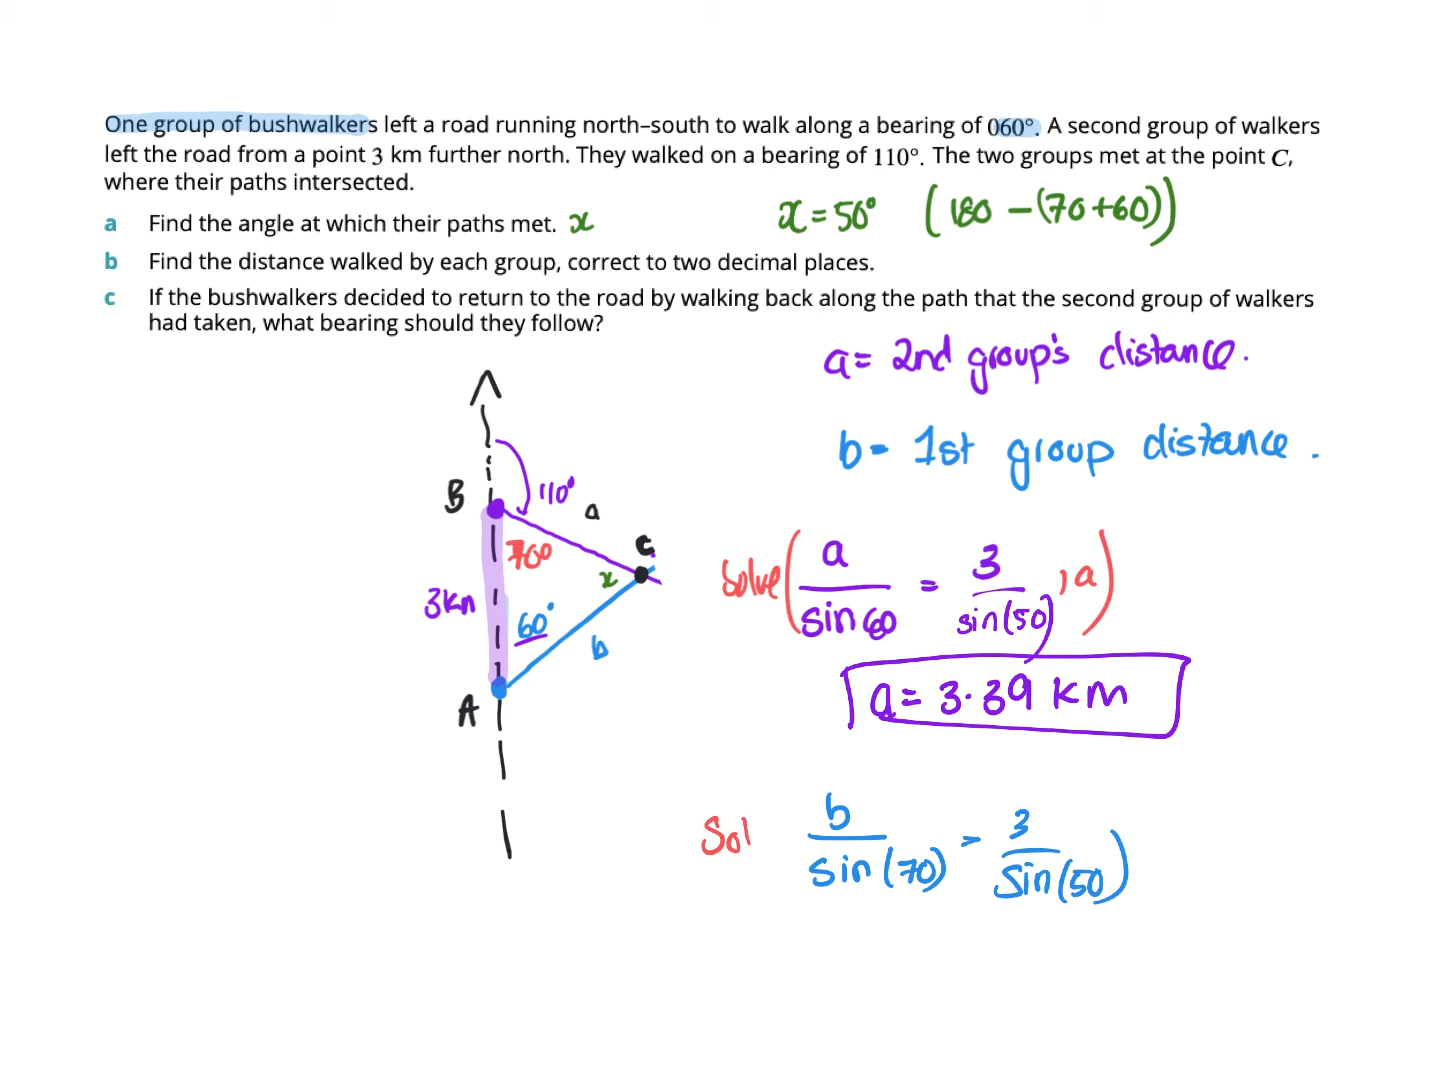 One group of bushwalkers left a road running north–south to walk along a bearing of 060°. A second group of walkers
left the road from a point 3 km further north. They walked on a bearing of 110°. The two groups met at the point C,
where their paths intersected.
x = 50° (180 – (70+60))
a Find the angle at which their paths met. x
b Find the distance walked by each group, correct to two decimal places.
c If the bushwalkers decided to return to the road by walking back along the path that the second group of walkers
had taken, what bearing should they follow?
a = 2nd group's distance.
b = 1st group distance.
B
110°
a
70°
C
x
3km
60°
b
A
Solve( a/sin 60 = 3/sin(50) , a)
a = 3.39 km
Sol b/sin(70) = 3/sin(50) )